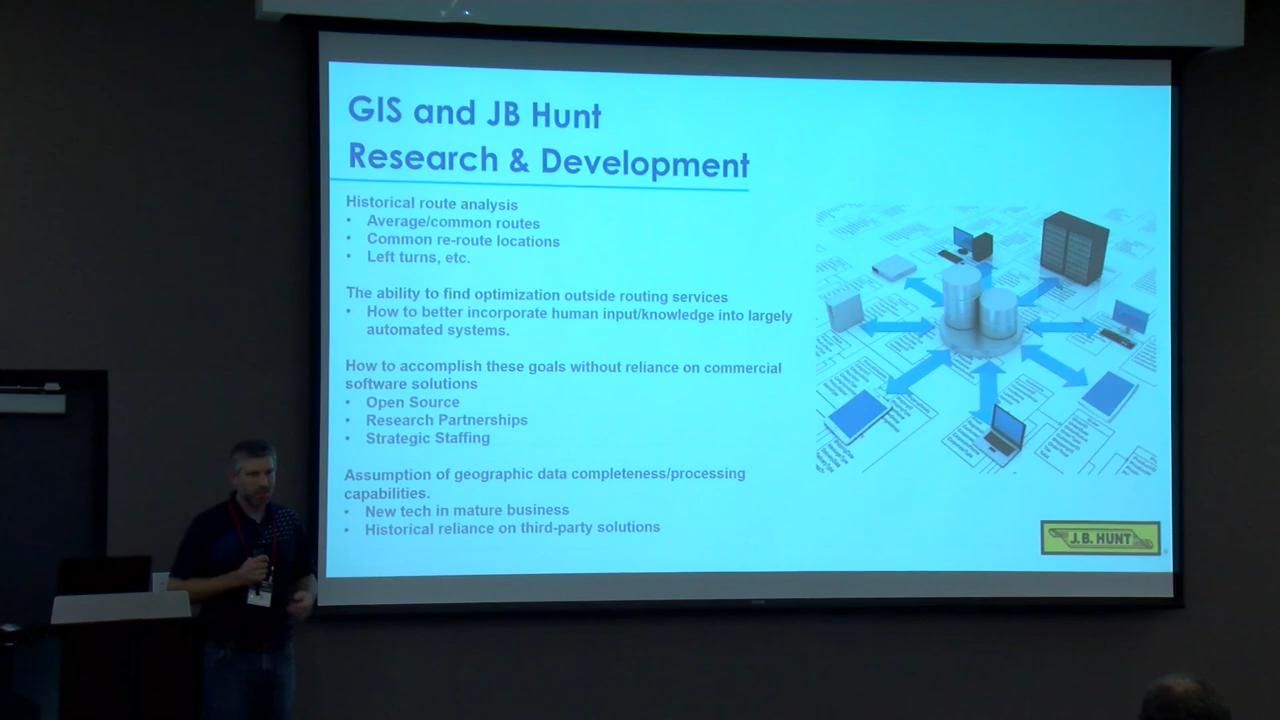 GIS and JB Hunt
Research & Development
Historical route analysis
• Average/common routes
• Common re-route locations
• Left turns, etc.
The ability to find optimization outside routing services
• How to better incorporate human input/knowledge into largely
automated systems.
How to accomplish these goals without reliance on commercial
software solutions
• Open Source
• Research Partnerships
• Strategic Staffing
Assumption of geographic data completeness/processing
capabilities.
• New tech in mature business
• Historical reliance on third-party solutions
J.B. HUNT